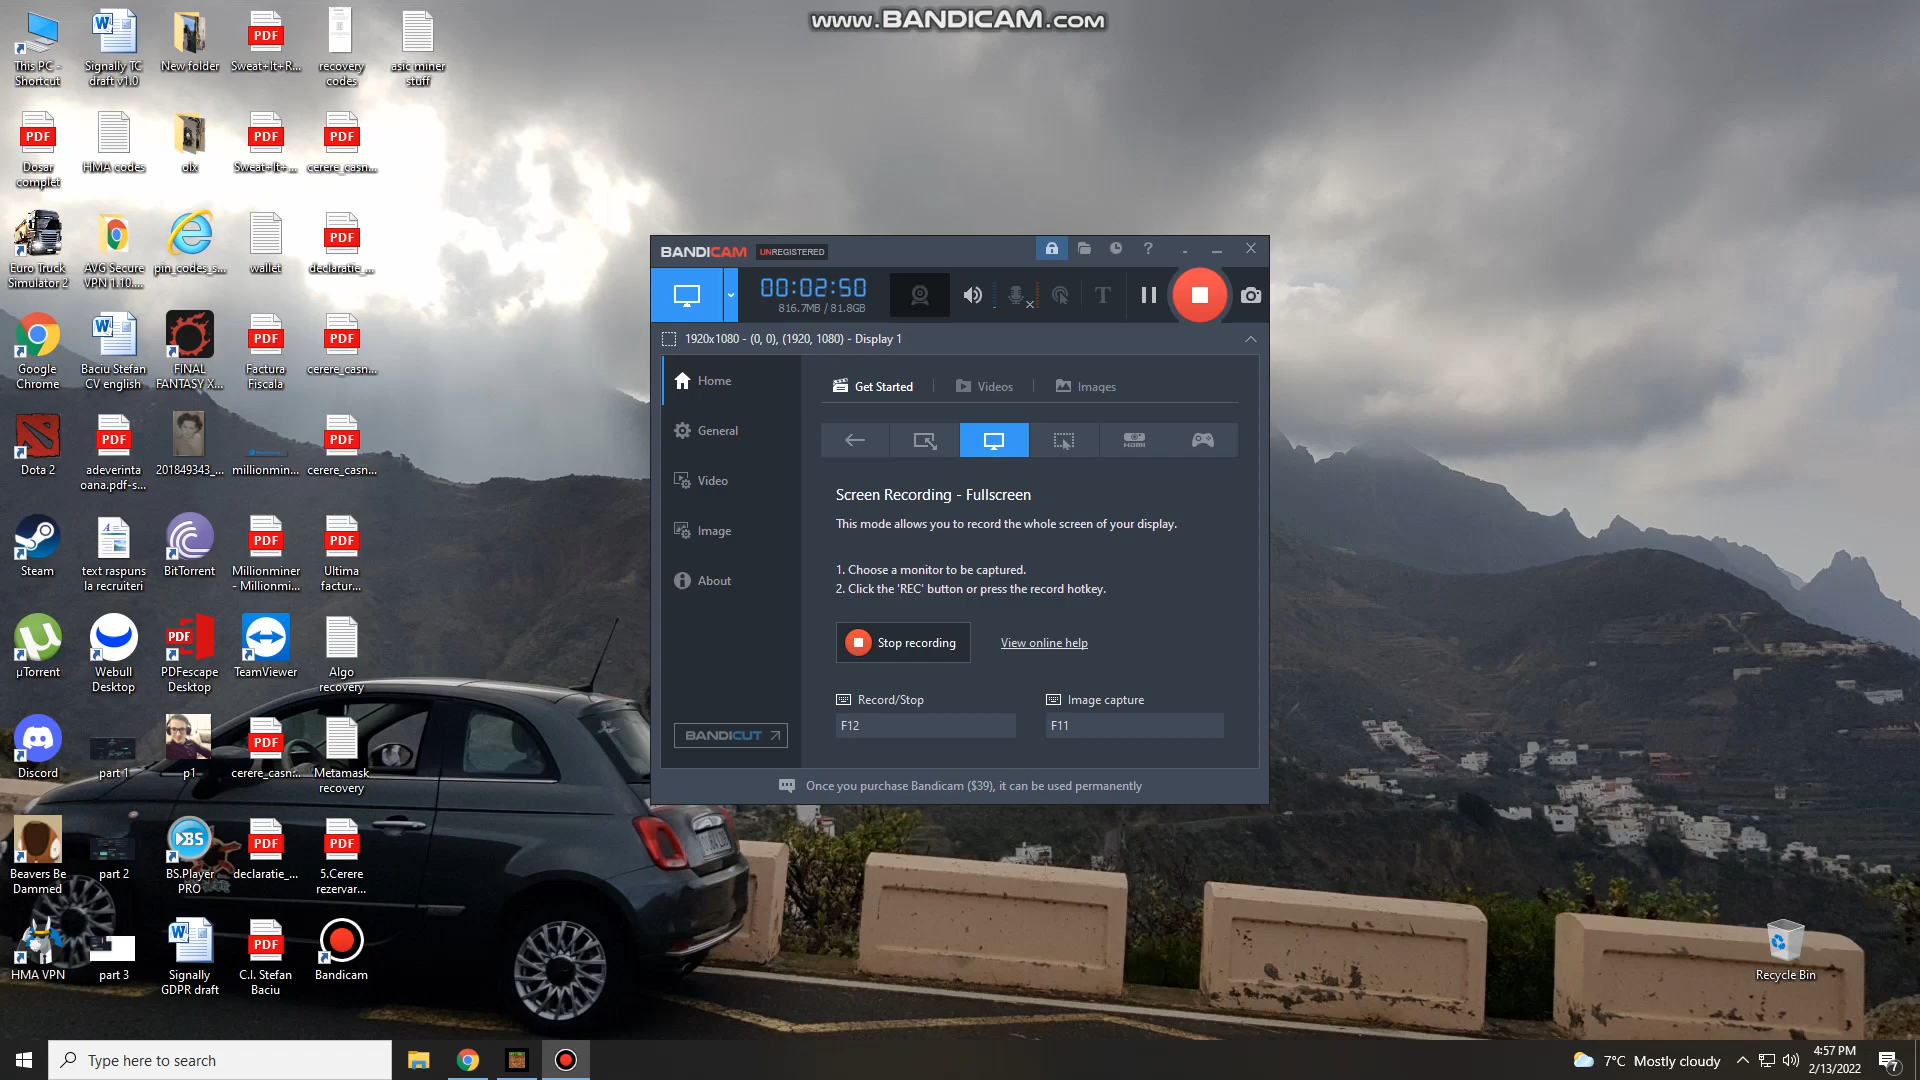 www.BANDICAM.com
This PC -
Shortcut
Signally TC
draft v1.0
New folder
Sweat+It+R...
recovery
codes
asic miner
stuff
Dosar
complet
HMA codes
olx
Sweat+It+...
cerere_casn...
Euro Truck
Simulator 2
AVG Secure
VPN 1.10....
pin_codes_s...
wallet
declaratie_...
Google
Chrome
Baciu Stefan
CV english
FINAL
FANTASY X...
Factura
Fiscala
cerere_casn...
Dota 2
adeverinta
oana.pdf-s...
201849343_...
millionmin...
cerere_casn...
Steam
text raspuns
la recruiteri
BitTorrent
Millionminer
- Millionmi...
Ultima
factur...
µTorrent
Webull
Desktop
PDFescape
Desktop
TeamViewer
Algo
recovery
Discord
part 1
p1
cerere_casn...
Metamask
recovery
Beavers Be
Dammed
part 2
BS.Player
PRO
declaratie_...
5.Cerere
rezervar...
HMA VPN
part 3
Signally
GDPR draft
C.I. Stefan
Baciu
Bandicam
BANDICAM UNREGISTERED
00:02:50
816.7MB / 81.8GB
1920x1080 - (0, 0), (1920, 1080) - Display 1
Home
General
Video
Image
About
BANDICUT
Get Started
Videos
Images
HDMI
Screen Recording - Fullscreen
This mode allows you to record the whole screen of your display.
1. Choose a monitor to be captured.
2. Click the 'REC' button or press the record hotkey.
Stop recording
View online help
Record/Stop
Image capture
F12
F11
Once you purchase Bandicam ($39), it can be used permanently
Recycle Bin
Type here to search
7°C Mostly cloudy
4:57 PM
2/13/2022
7